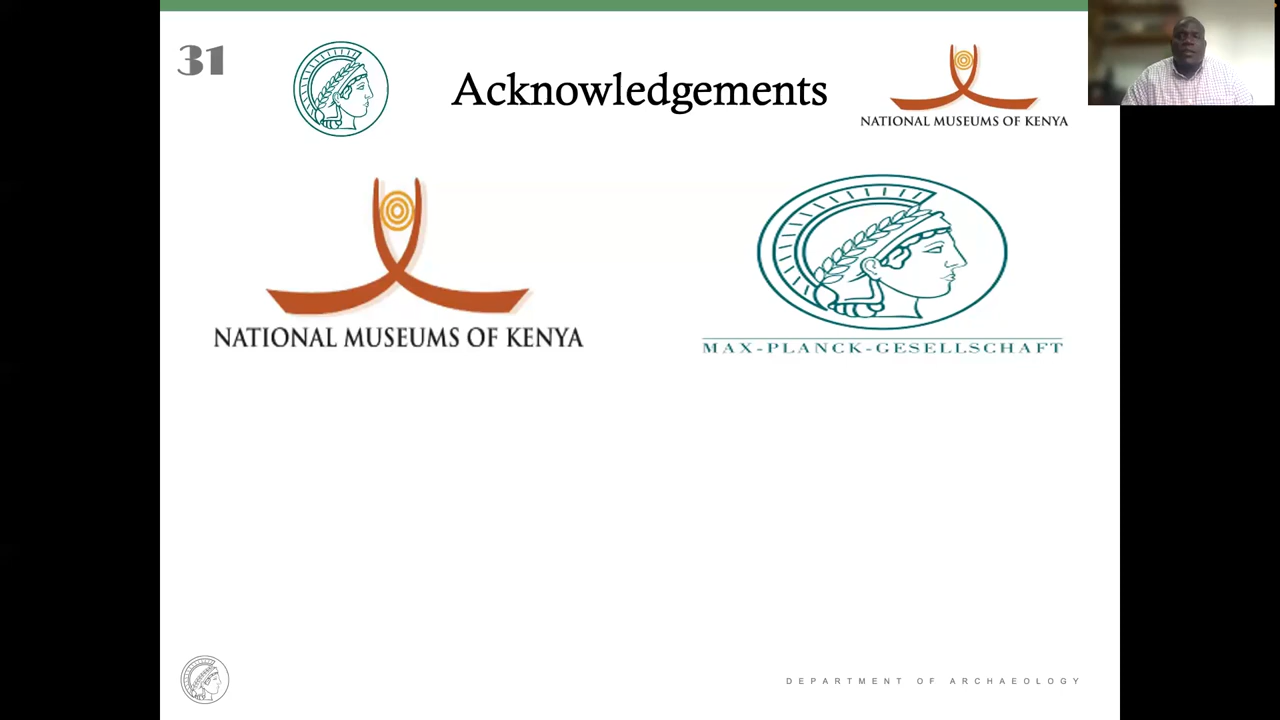 31
Acknowledgements
NATIONAL MUSEUMS OF KENYA
NATIONAL MUSEUMS OF KENYA
MAX-PLANCK-GESELLSCHAFT
DEPARTMENT OF ARCHAEOLOGY